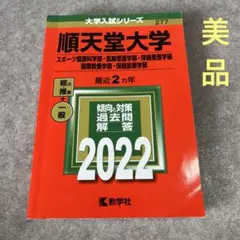 大学入試シリーズ
277
順天堂大学
スポーツ健康科学部・医療看護学部・保健看護学部
国際教養学部・保健医療学部
最近2カ年
総・推
+
一般
傾向と対策
過去問
解答
2022
教学社
美品